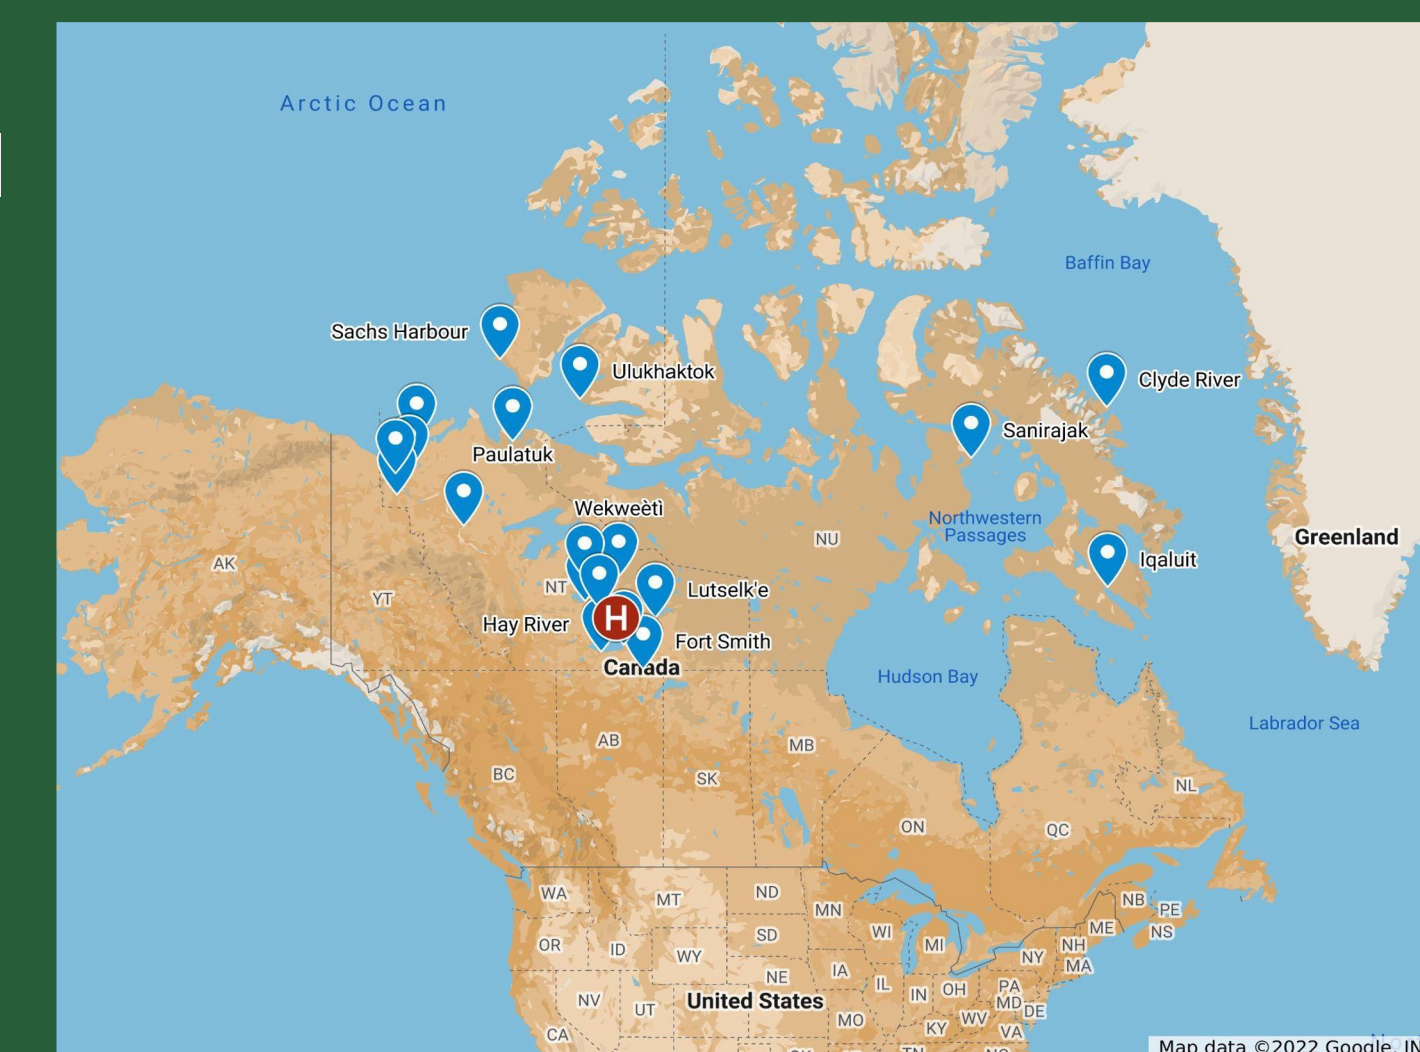 Arctic Ocean
Baffin Bay
Sachs Harbour
Ulukhaktok
Clyde River
Sanirajak
Paulatuk
Wekweètì
Northwestern
Passages
NU
Greenland
Iqaluit
AK
NT
Lutselk'e
YT
Hay River
H
Fort Smith
Canada
Hudson Bay
Labrador Sea
AB
MB
BC
SK
NL
ON
QC
WA
MT
ND
MN
NB
PE
OR
ID
SD
WI
MI
ME
NS
NH
WY
NY
MA
NE
IA
IL
IN
OH
PA
NV
UT
United States
MD
DE
MO
KY
WV
VA
CA
Map data ©2022 Google, IN